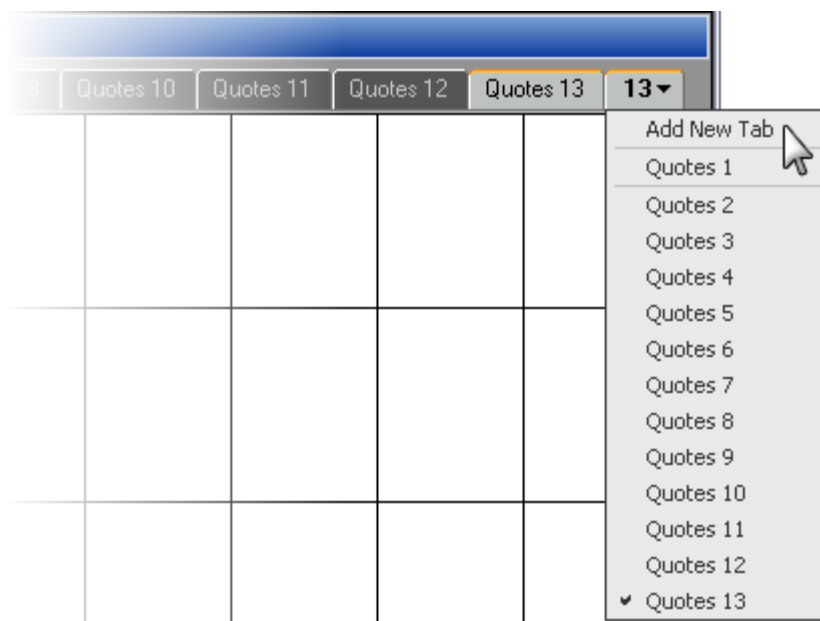 9 Quotes 10 Quotes 11 Quotes 12 Quotes 13 13
Add New Tab
Quotes 1
Quotes 2
Quotes 3
Quotes 4
Quotes 5
Quotes 6
Quotes 7
Quotes 8
Quotes 9
Quotes 10
Quotes 11
Quotes 12
Quotes 13